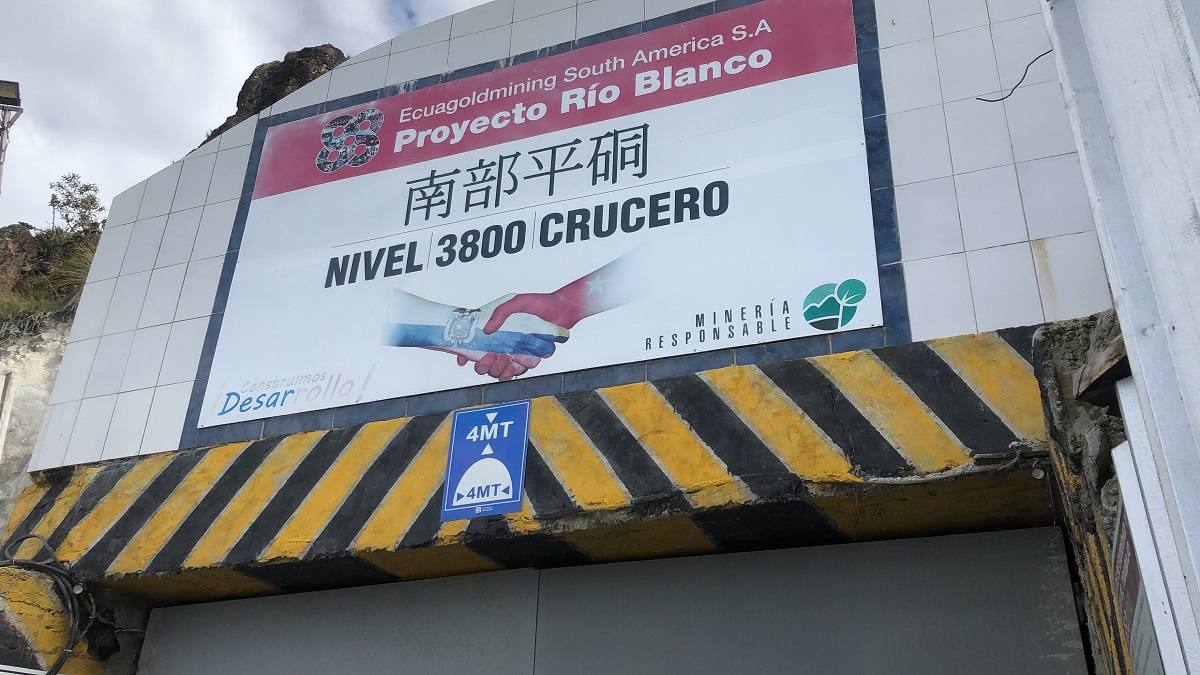 Ecuagoldmining South America S.A
Proyecto Río Blanco
南部平硐
NIVEL 3800 CRUCERO
MINERÍA
RESPONSABLE
¡Construimos
Desarrollo!
4MT
4MT